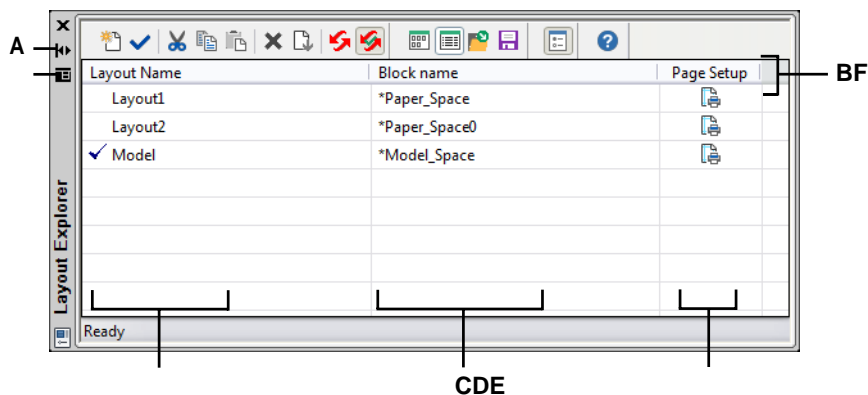 A
BF
Layout Name Block name Page Setup
Layout1 *Paper_Space
Layout2 *Paper_Space0
Model *Model_Space
Layout Explorer
Ready
CDE